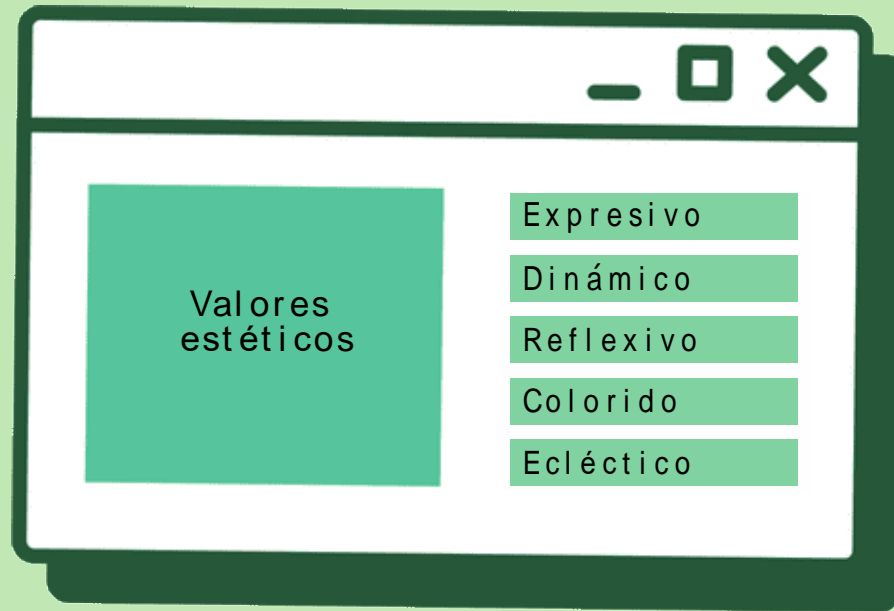 Valores
estéticos
Expresivo
Dinámico
Reflexivo
Colorido
Ecléctico